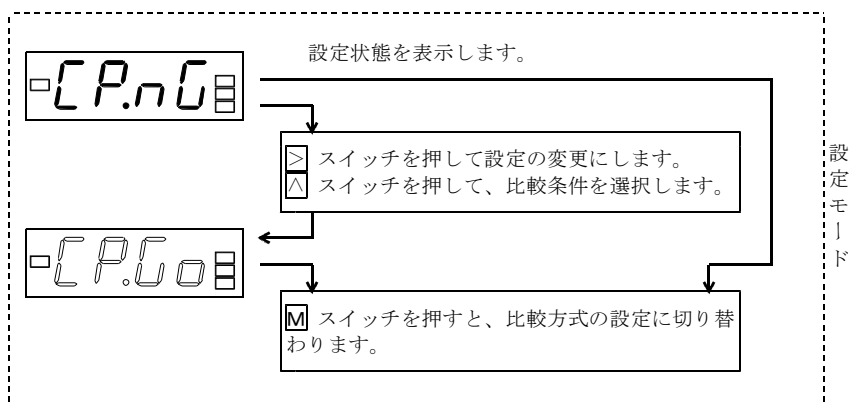 設定状態を表示します。
-CP.nG
> スイッチを押して設定の変更にします。
∧ スイッチを押して、比較条件を選択します。
-CP.Go
M スイッチを押すと、比較方式の設定に切り替
わります。
設定モード